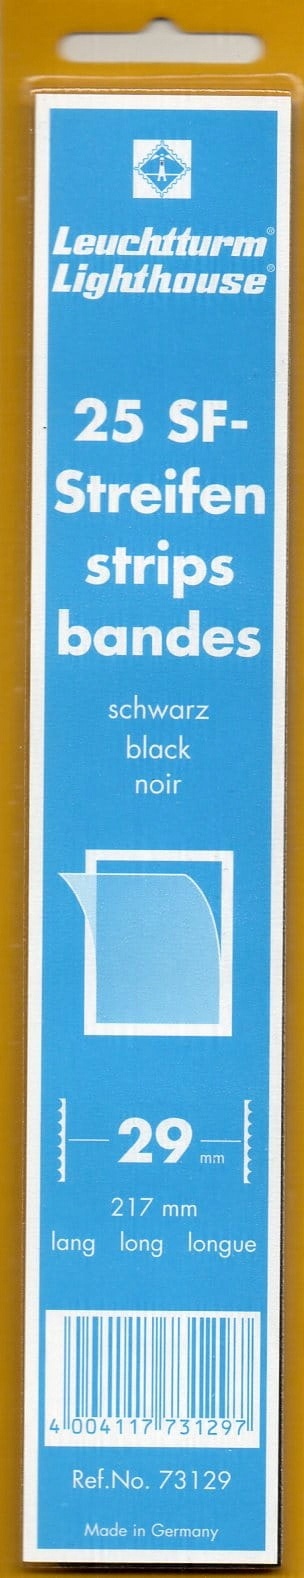 Leuchtturm®
Lighthouse®
25 SF-
Streifen
strips
bandes
schwarz
black
noir
29 mm
217 mm
lang long longue
4 004117 731297
Ref.No. 73129
Made in Germany